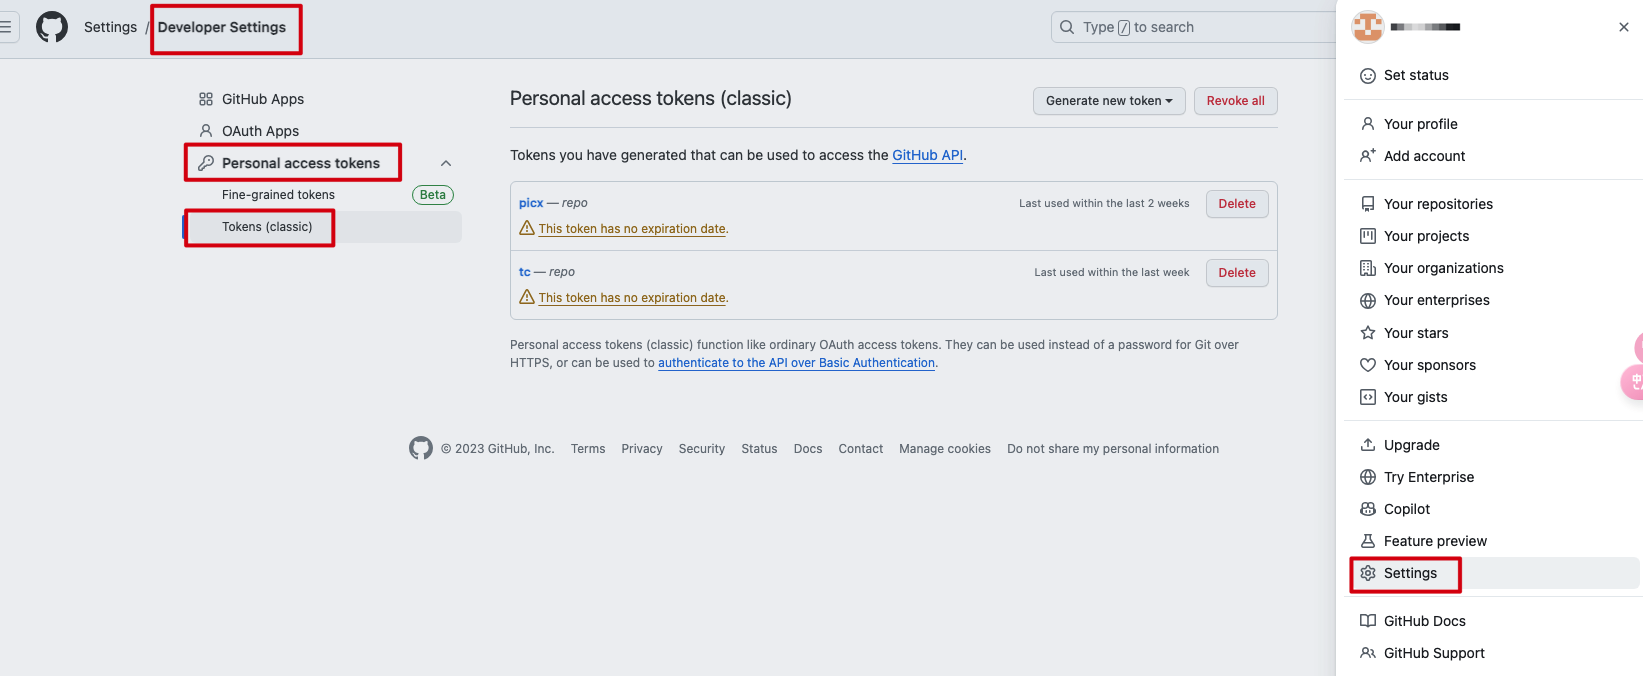 Settings / Developer Settings
Type / to search
GitHub Apps
OAuth Apps
Personal access tokens
Fine-grained tokens Beta
Tokens (classic)
Personal access tokens (classic)
Generate new token
Revoke all
Tokens you have generated that can be used to access the GitHub API.
picx — repo
Last used within the last 2 weeks
Delete
This token has no expiration date.
tc — repo
Last used within the last week
Delete
This token has no expiration date.
Personal access tokens (classic) function like ordinary OAuth access tokens. They can be used instead of a password for Git over
HTTPS, or can be used to authenticate to the API over Basic Authentication.
© 2023 GitHub, Inc. Terms Privacy Security Status Docs Contact Manage cookies Do not share my personal information
Set status
Your profile
Add account
Your repositories
Your projects
Your organizations
Your enterprises
Your stars
Your sponsors
Your gists
Upgrade
Try Enterprise
Copilot
Feature preview
Settings
GitHub Docs
GitHub Support